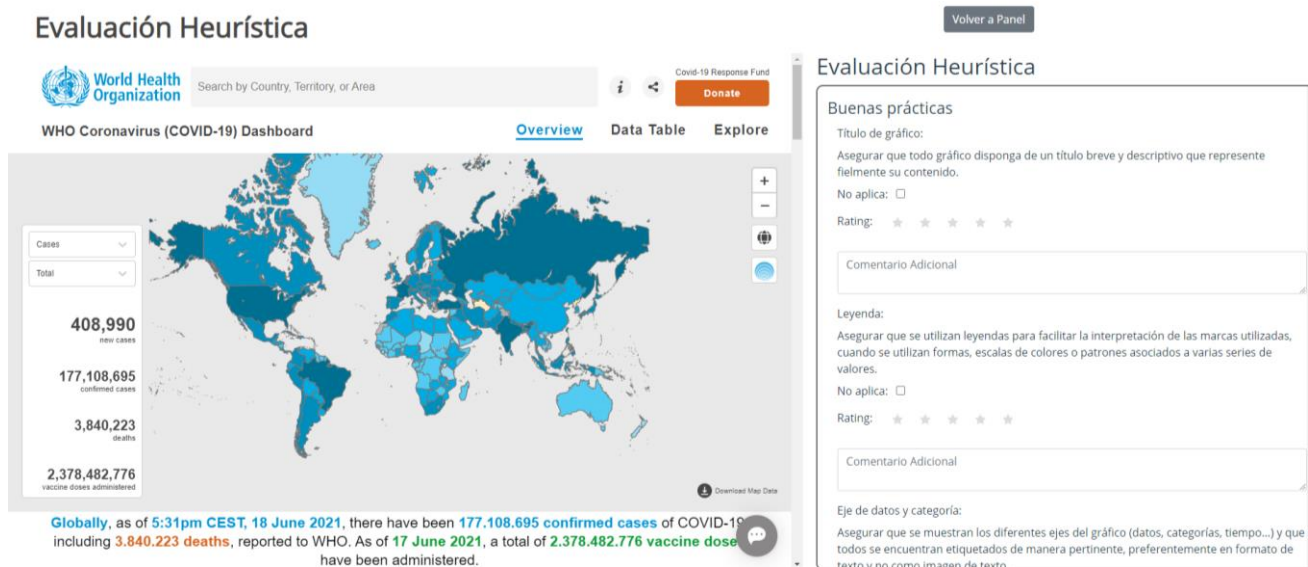 Evaluación Heurística
Volver a Panel
World Health
Organization
Search by Country, Territory, or Area
i
Covid-19 Response Fund
Donate
WHO Coronavirus (COVID-19) Dashboard
Overview
Data Table
Explore
+
−
Cases
Total
408,990
new cases
177,108,695
confirmed cases
3,840,223
deaths
2,378,482,776
vaccine doses administered
Download Map Data
Globally, as of 5:31pm CEST, 18 June 2021, there have been 177.108.695 confirmed cases of COVID-19
including 3.840.223 deaths, reported to WHO. As of 17 June 2021, a total of 2.378.482.776 vaccine dose
have been administered.
Evaluación Heurística
Buenas prácticas
Título de gráfico:
Asegurar que todo gráfico disponga de un título breve y descriptivo que represente
fielmente su contenido.
No aplica:
Rating:
Comentario Adicional
Leyenda:
Asegurar que se utilizan leyendas para facilitar la interpretación de las marcas utilizadas,
cuando se utilizan formas, escalas de colores o patrones asociados a varias series de
valores.
No aplica:
Rating:
Comentario Adicional
Eje de datos y categoría:
Asegurar que se muestran los diferentes ejes del gráfico (datos, categorías, tiempo...) y que
todos se encuentran etiquetados de manera pertinente, preferentemente en formato de
texto y no como imagen de texto